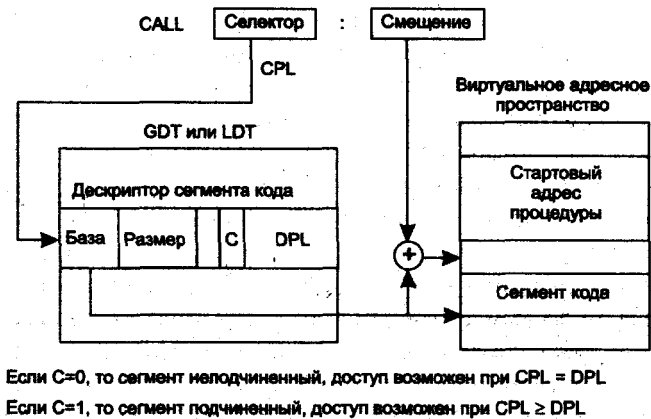 CALL Селектор : Смещение
CPL
Виртуальное адресное
пространство
GDT или LDT
Дескриптор сегмента кода
База Размер C DPL
Стартовый
адрес
процедуры
+
Сегмент кода
Если C=0, то сегмент неподчиненный, доступ возможен при CPL = DPL
Если C=1, то сегмент подчиненный, доступ возможен при CPL ≥ DPL